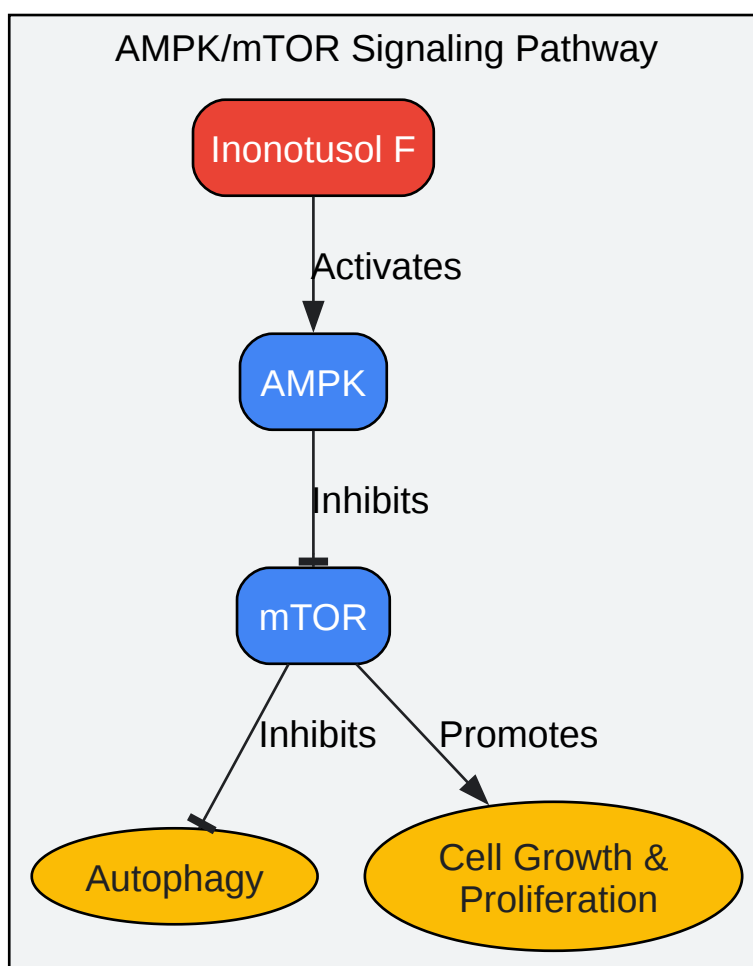 AMPK/mTOR Signaling Pathway
Inonotusol F
Activates
AMPK
Inhibits
mTOR
Inhibits
Promotes
Autophagy
Cell Growth &
Proliferation